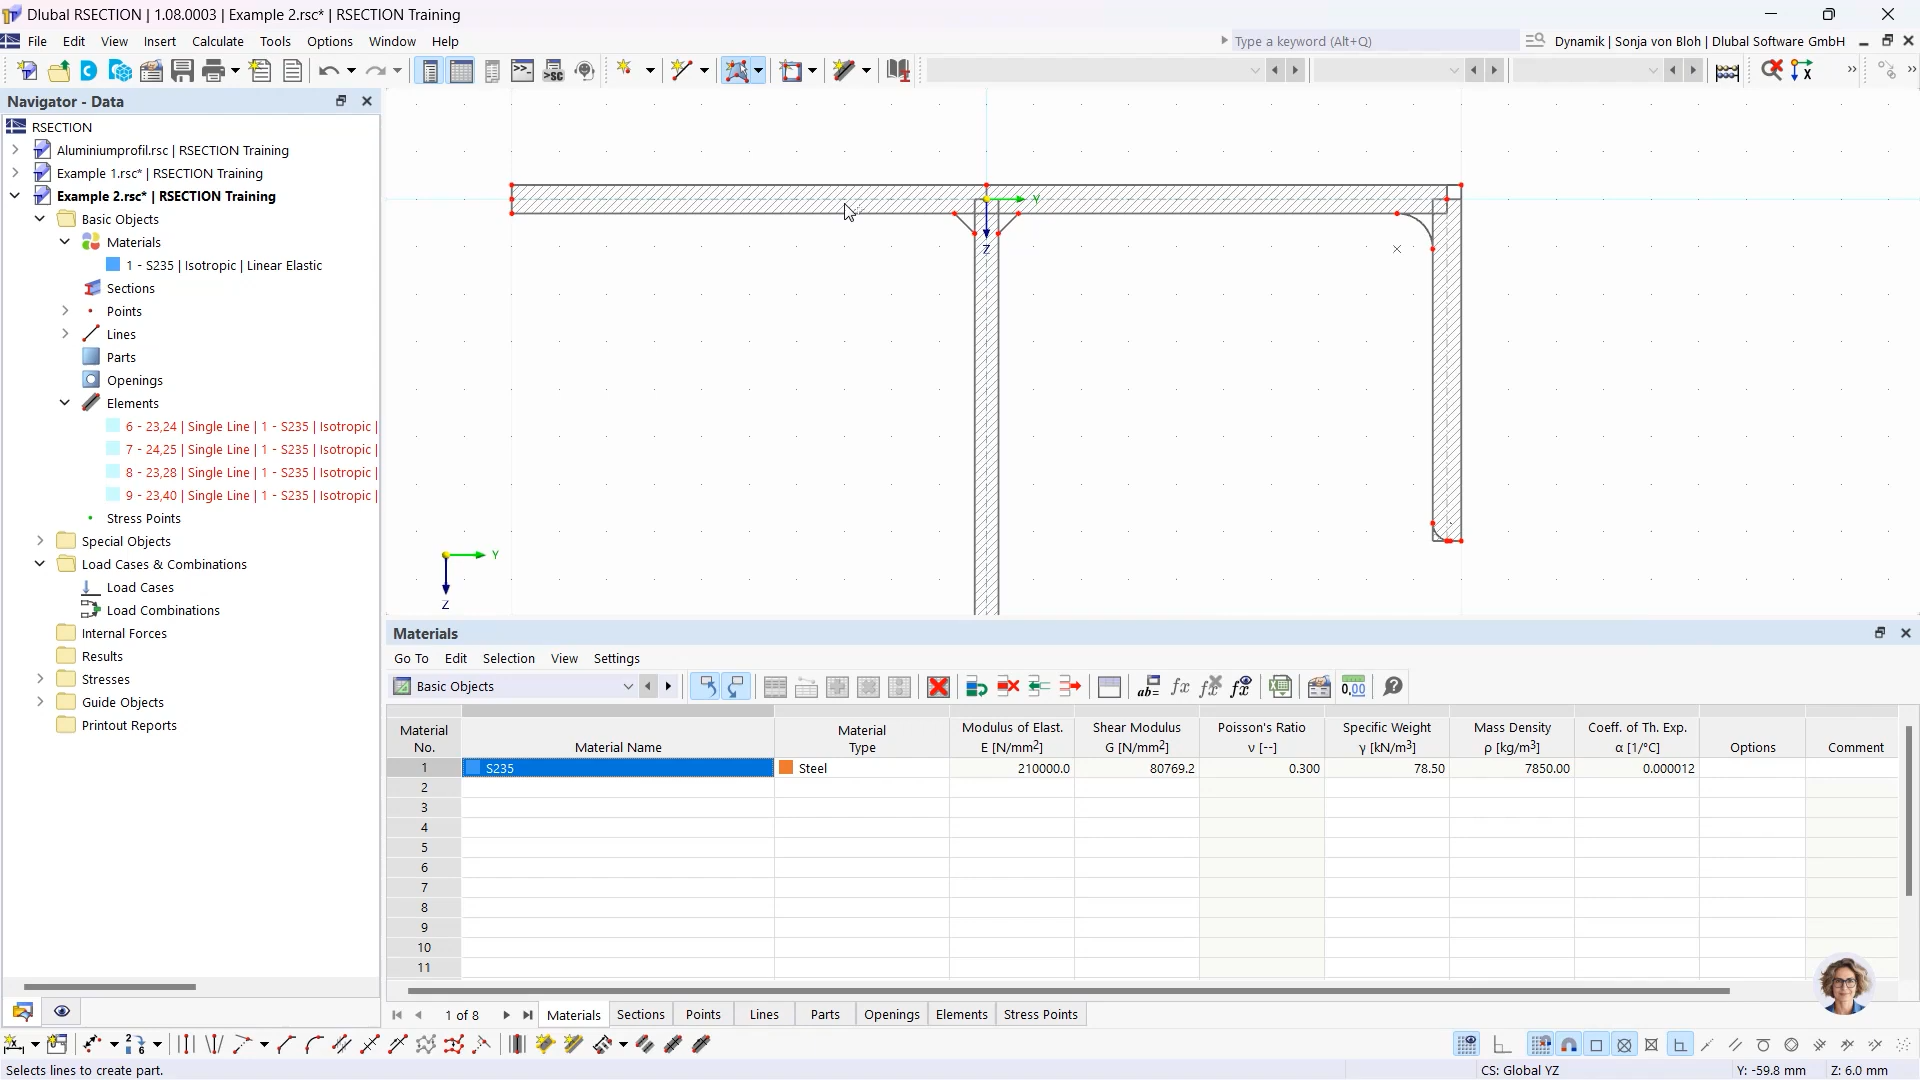 Dlubal RSECTION | 1.08.0003 | Example 2.rsc* | RSECTION Training
File Edit View Insert Calculate Tools Options Window Help
Type a keyword (Alt+Q)
Dynamik | Sonja von Bloh | Dlubal Software GmbH
Navigator - Data
RSECTION
Aluminiumprofil.rsc | RSECTION Training
Example 1.rsc* | RSECTION Training
Example 2.rsc* | RSECTION Training
Basic Objects
Materials
1 - S235 | Isotropic | Linear Elastic
Sections
Points
Lines
Parts
Openings
Elements
6 - 23,24 | Single Line | 1 - S235 | Isotropic |
7 - 24,25 | Single Line | 1 - S235 | Isotropic |
8 - 23,28 | Single Line | 1 - S235 | Isotropic |
9 - 23,40 | Single Line | 1 - S235 | Isotropic |
Stress Points
Special Objects
Load Cases & Combinations
Load Cases
Load Combinations
Internal Forces
Results
Stresses
Guide Objects
Printout Reports
Y
Z
Y
Z
Materials
Go To Edit Selection View Settings
Basic Objects
Material No. Material Name Material Type Modulus of Elast. E [N/mm²] Shear Modulus G [N/mm²] Poisson's Ratio ν [--] Specific Weight γ [kN/m³] Mass Density ρ [kg/m³] Coeff. of Th. Exp. α [1/°C] Options Comment
1 S235 Steel 210000.0 80769.2 0.300 78.50 7850.00 0.000012
2
3
4
5
6
7
8
9
10
11
1 of 8 Materials Sections Points Lines Parts Openings Elements Stress Points
Selects lines to create part.
CS: Global YZ
Y: -59.8 mm Z: 6.0 mm